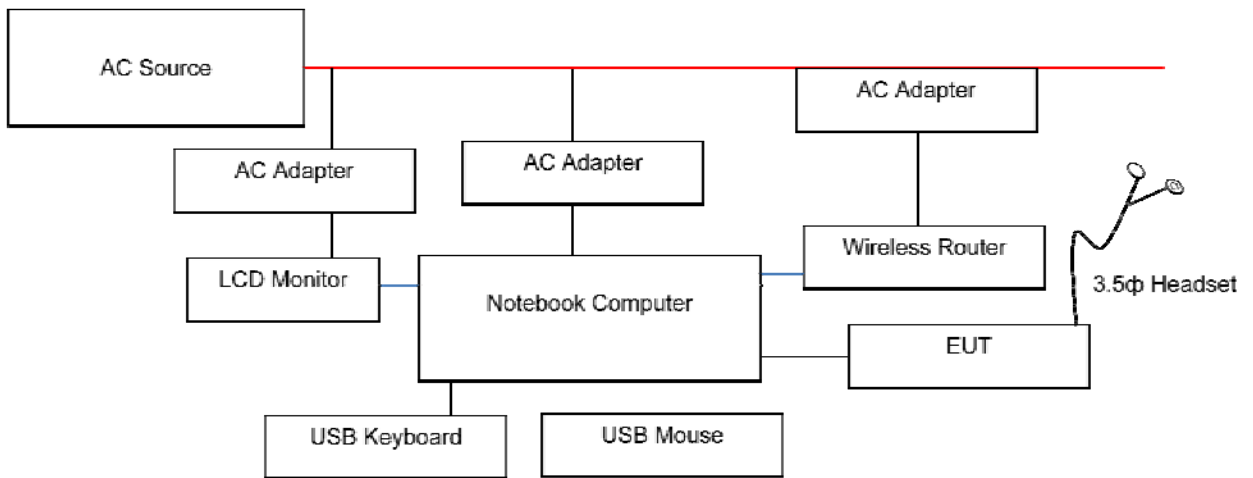 AC Source
AC Adapter
AC Adapter
AC Adapter
Wireless Router
LCD Monitor
Notebook Computer
3.5ф Headset
EUT
USB Keyboard
USB Mouse